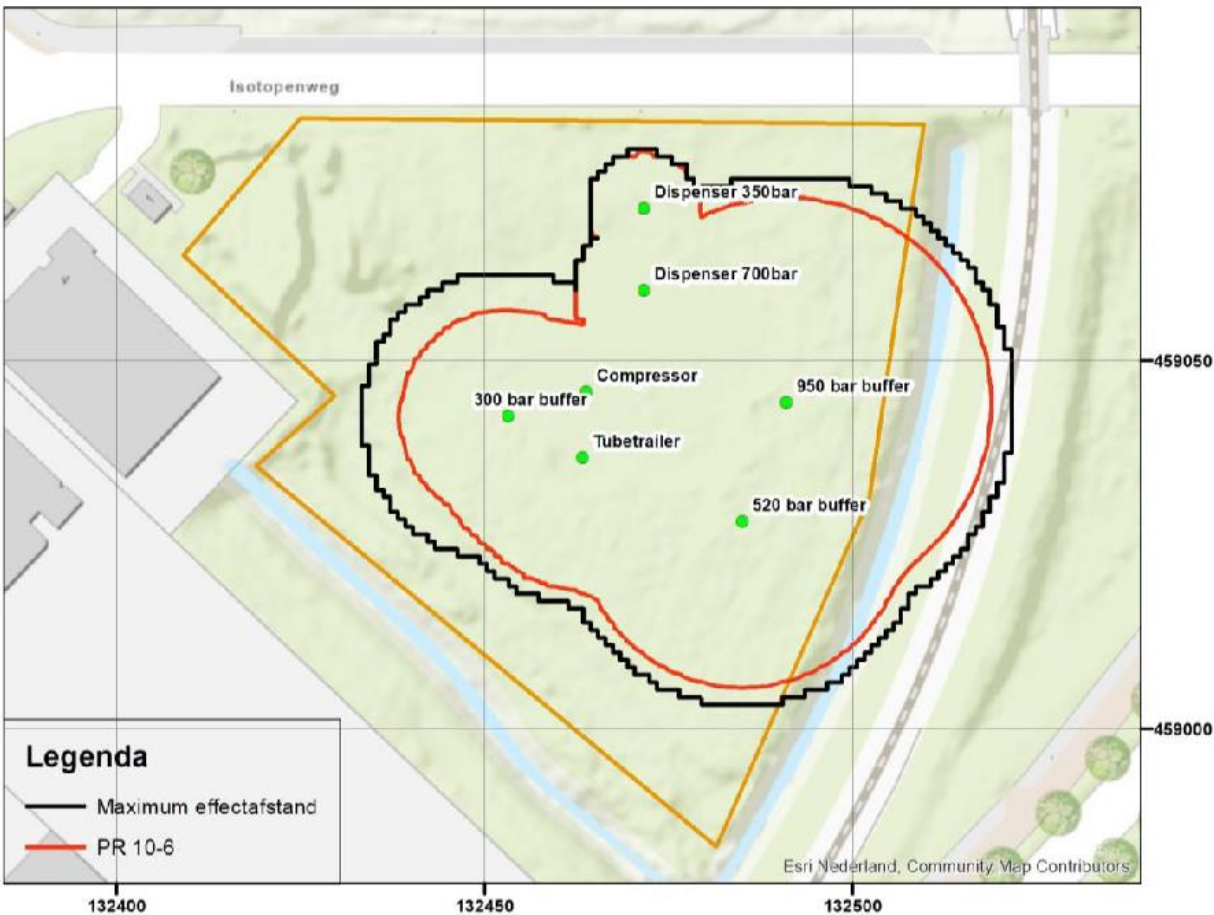 Isotopenweg
Dispenser 350bar
Dispenser 700bar
459050
Compressor
950 bar buffer
300 bar buffer
Tubetrailer
520 bar buffer
459000
Legenda
Maximum effectafstand
PR 10-6
Esri Nederland, Community Map Contributors
132400
132450
132500